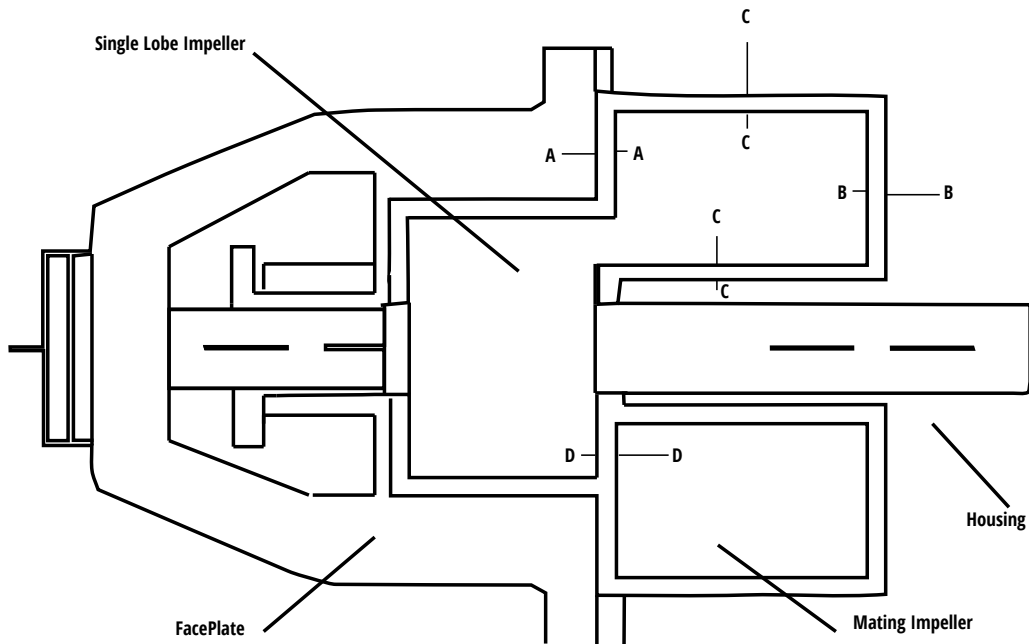 C
Single Lobe Impeller
C
A A
B B
C
C
D D
Housing
FacePlate
Mating Impeller